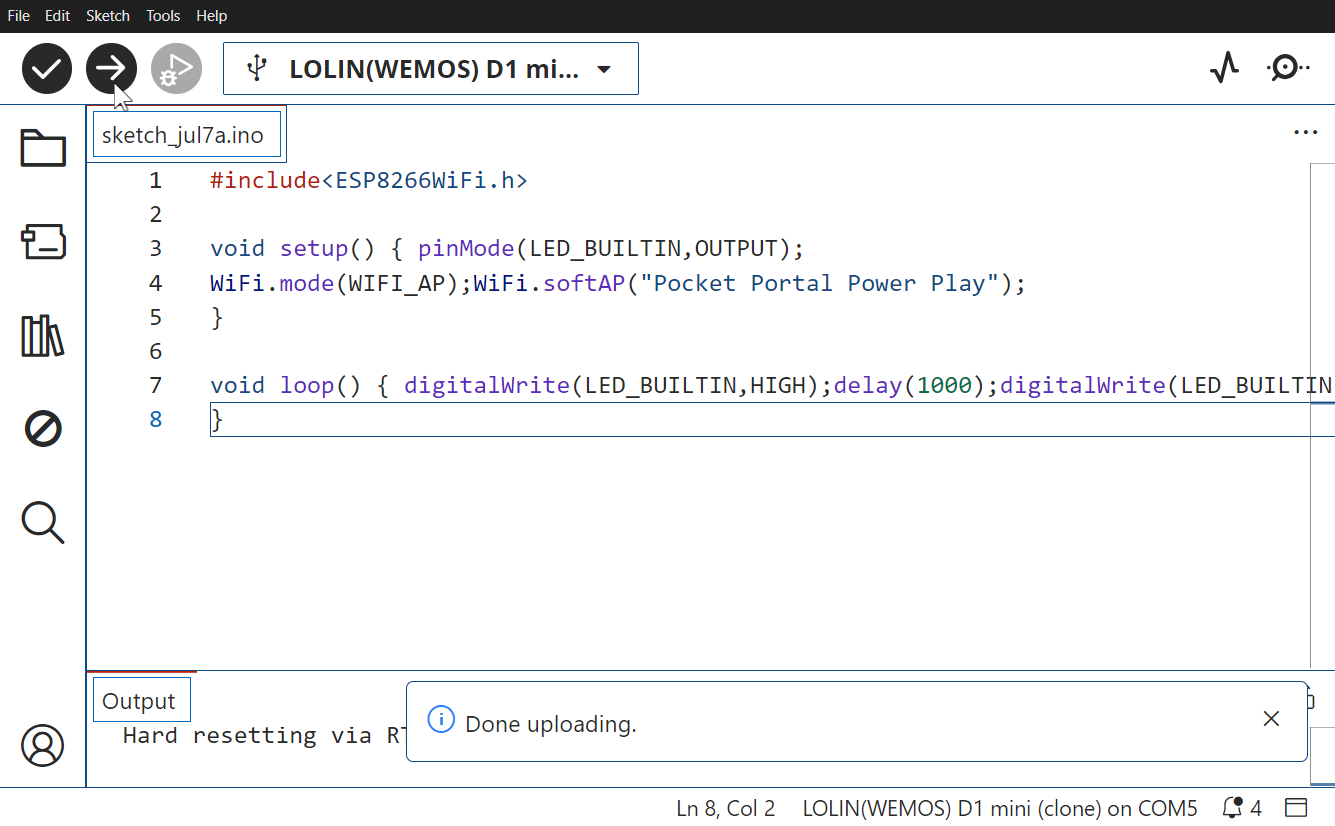 File Edit Sketch Tools Help
LOLIN(WEMOS) D1 mi...
sketch_jul7a.ino
1 #include<ESP8266WiFi.h>
2
3 void setup() { pinMode(LED_BUILTIN,OUTPUT);
4 WiFi.mode(WIFI_AP);WiFi.softAP("Pocket Portal Power Play");
5 }
6
7 void loop() { digitalWrite(LED_BUILTIN,HIGH);delay(1000);digitalWrite(LED_BUILTIN
8 }
Output
Hard resetting via
Done uploading.
Ln 8, Col 2 LOLIN(WEMOS) D1 mini (clone) on COM5 4